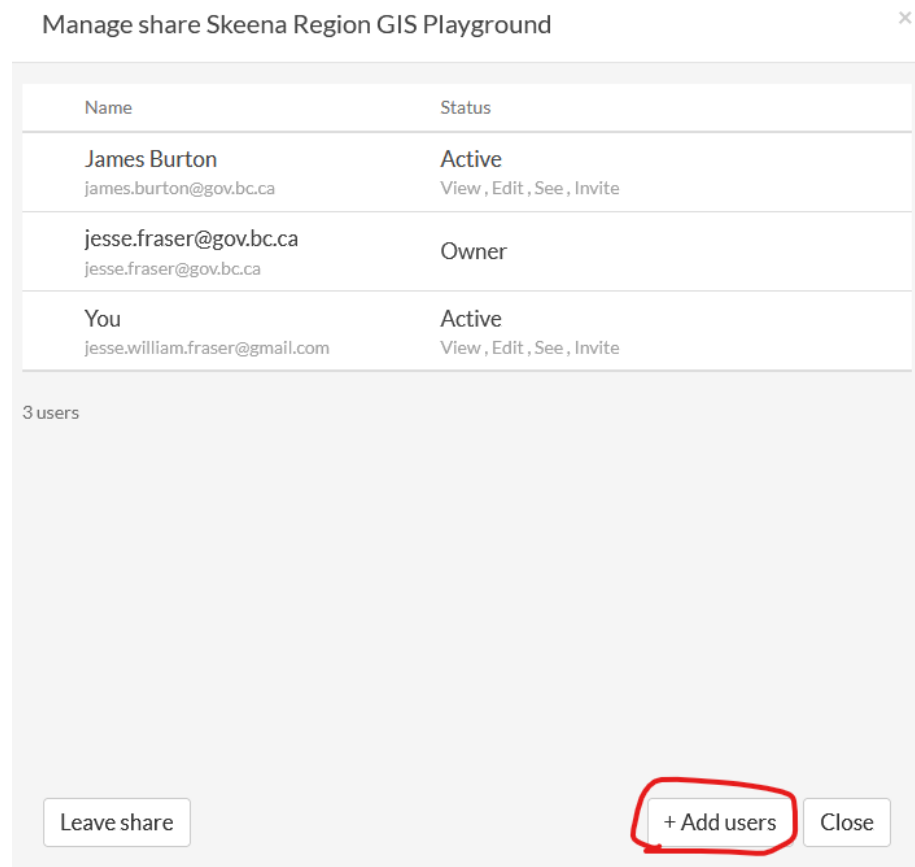 Manage share Skeena Region GIS Playground
×
Name Status
James Burton Active
james.burton@gov.bc.ca View , Edit , See , Invite
jesse.fraser@gov.bc.ca
Owner
jesse.fraser@gov.bc.ca
You Active
jesse.william.fraser@gmail.com View , Edit , See , Invite
3 users
Leave share + Add users Close